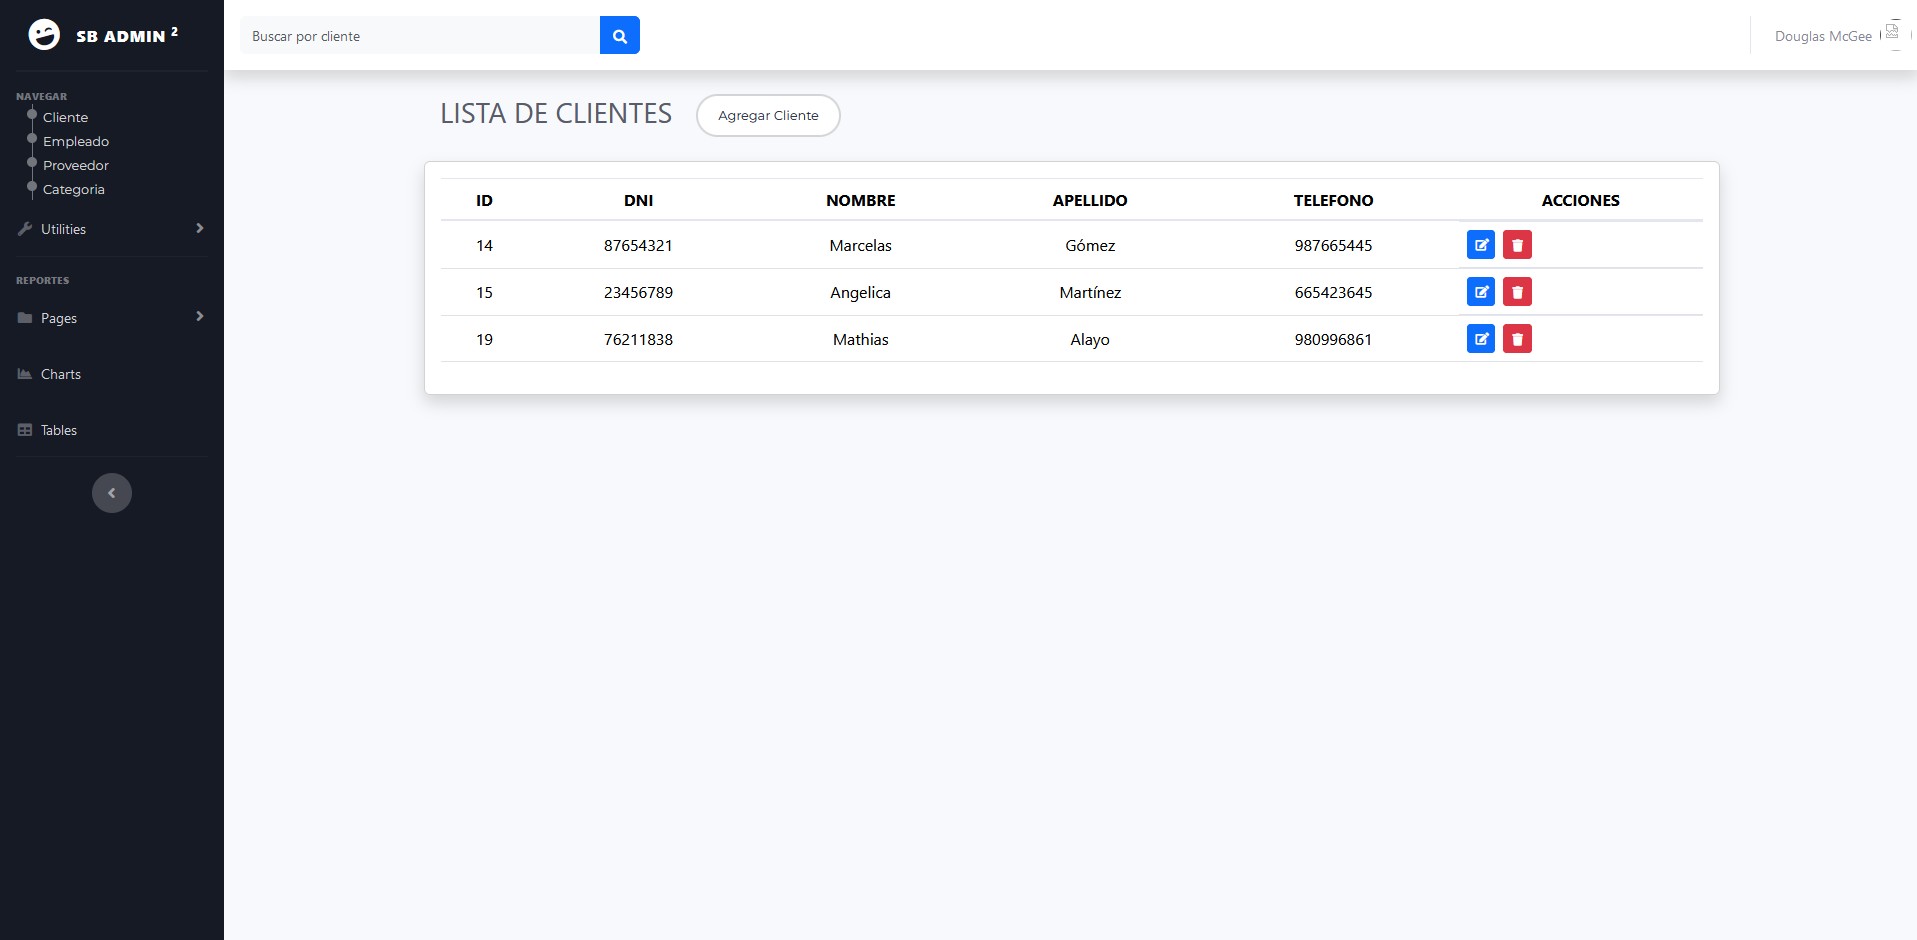 SB ADMIN 2
Buscar por cliente
Douglas McGee
NAVEGAR
Cliente
Empleado
Proveedor
Categoria
Utilities
REPORTES
Pages
Charts
Tables
LISTA DE CLIENTES Agregar Cliente
ID DNI NOMBRE APELLIDO TELEFONO ACCIONES
14 87654321 Marcelas Gómez 987665445
15 23456789 Angelica Martínez 665423645
19 76211838 Mathias Alayo 980996861